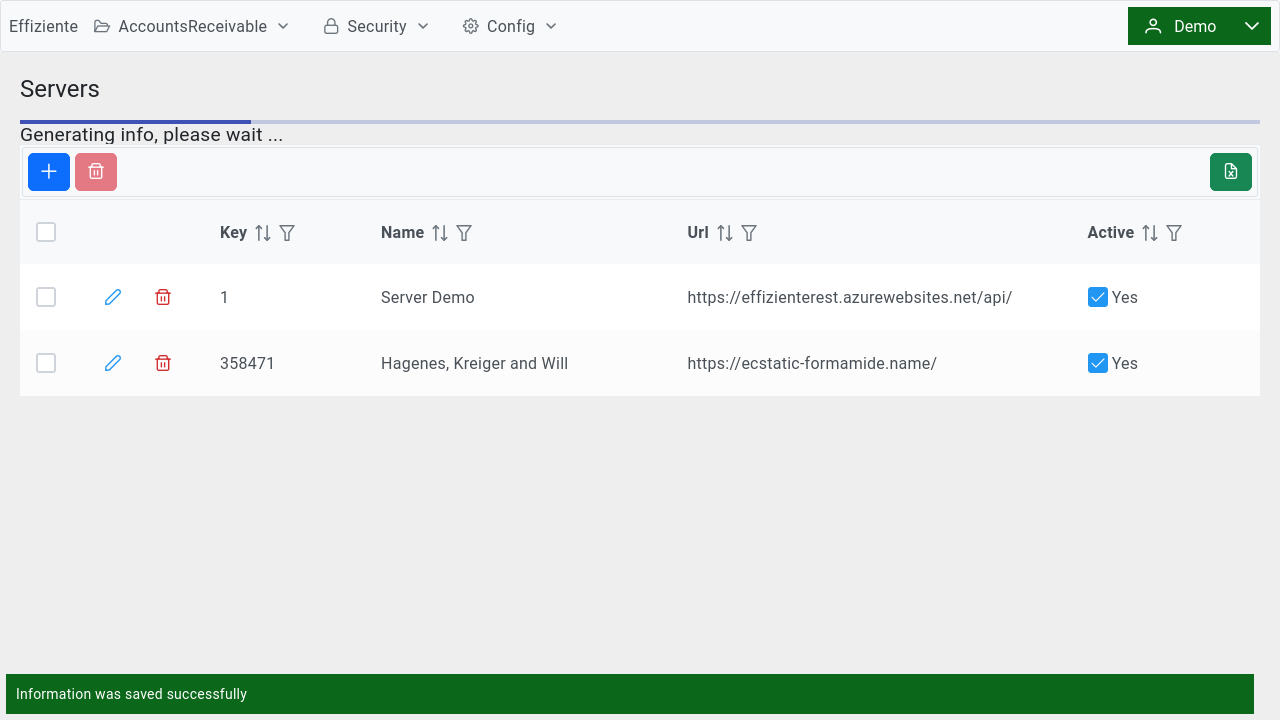 Effiziente AccountsReceivable Security Config Demo
Servers
Generating info, please wait ...
Key Name Url Active
1 Server Demo https://effizienterest.azurewebsites.net/api/ Yes
358471 Hagenes, Kreiger and Will https://ecstatic-formamide.name/ Yes
Information was saved successfully